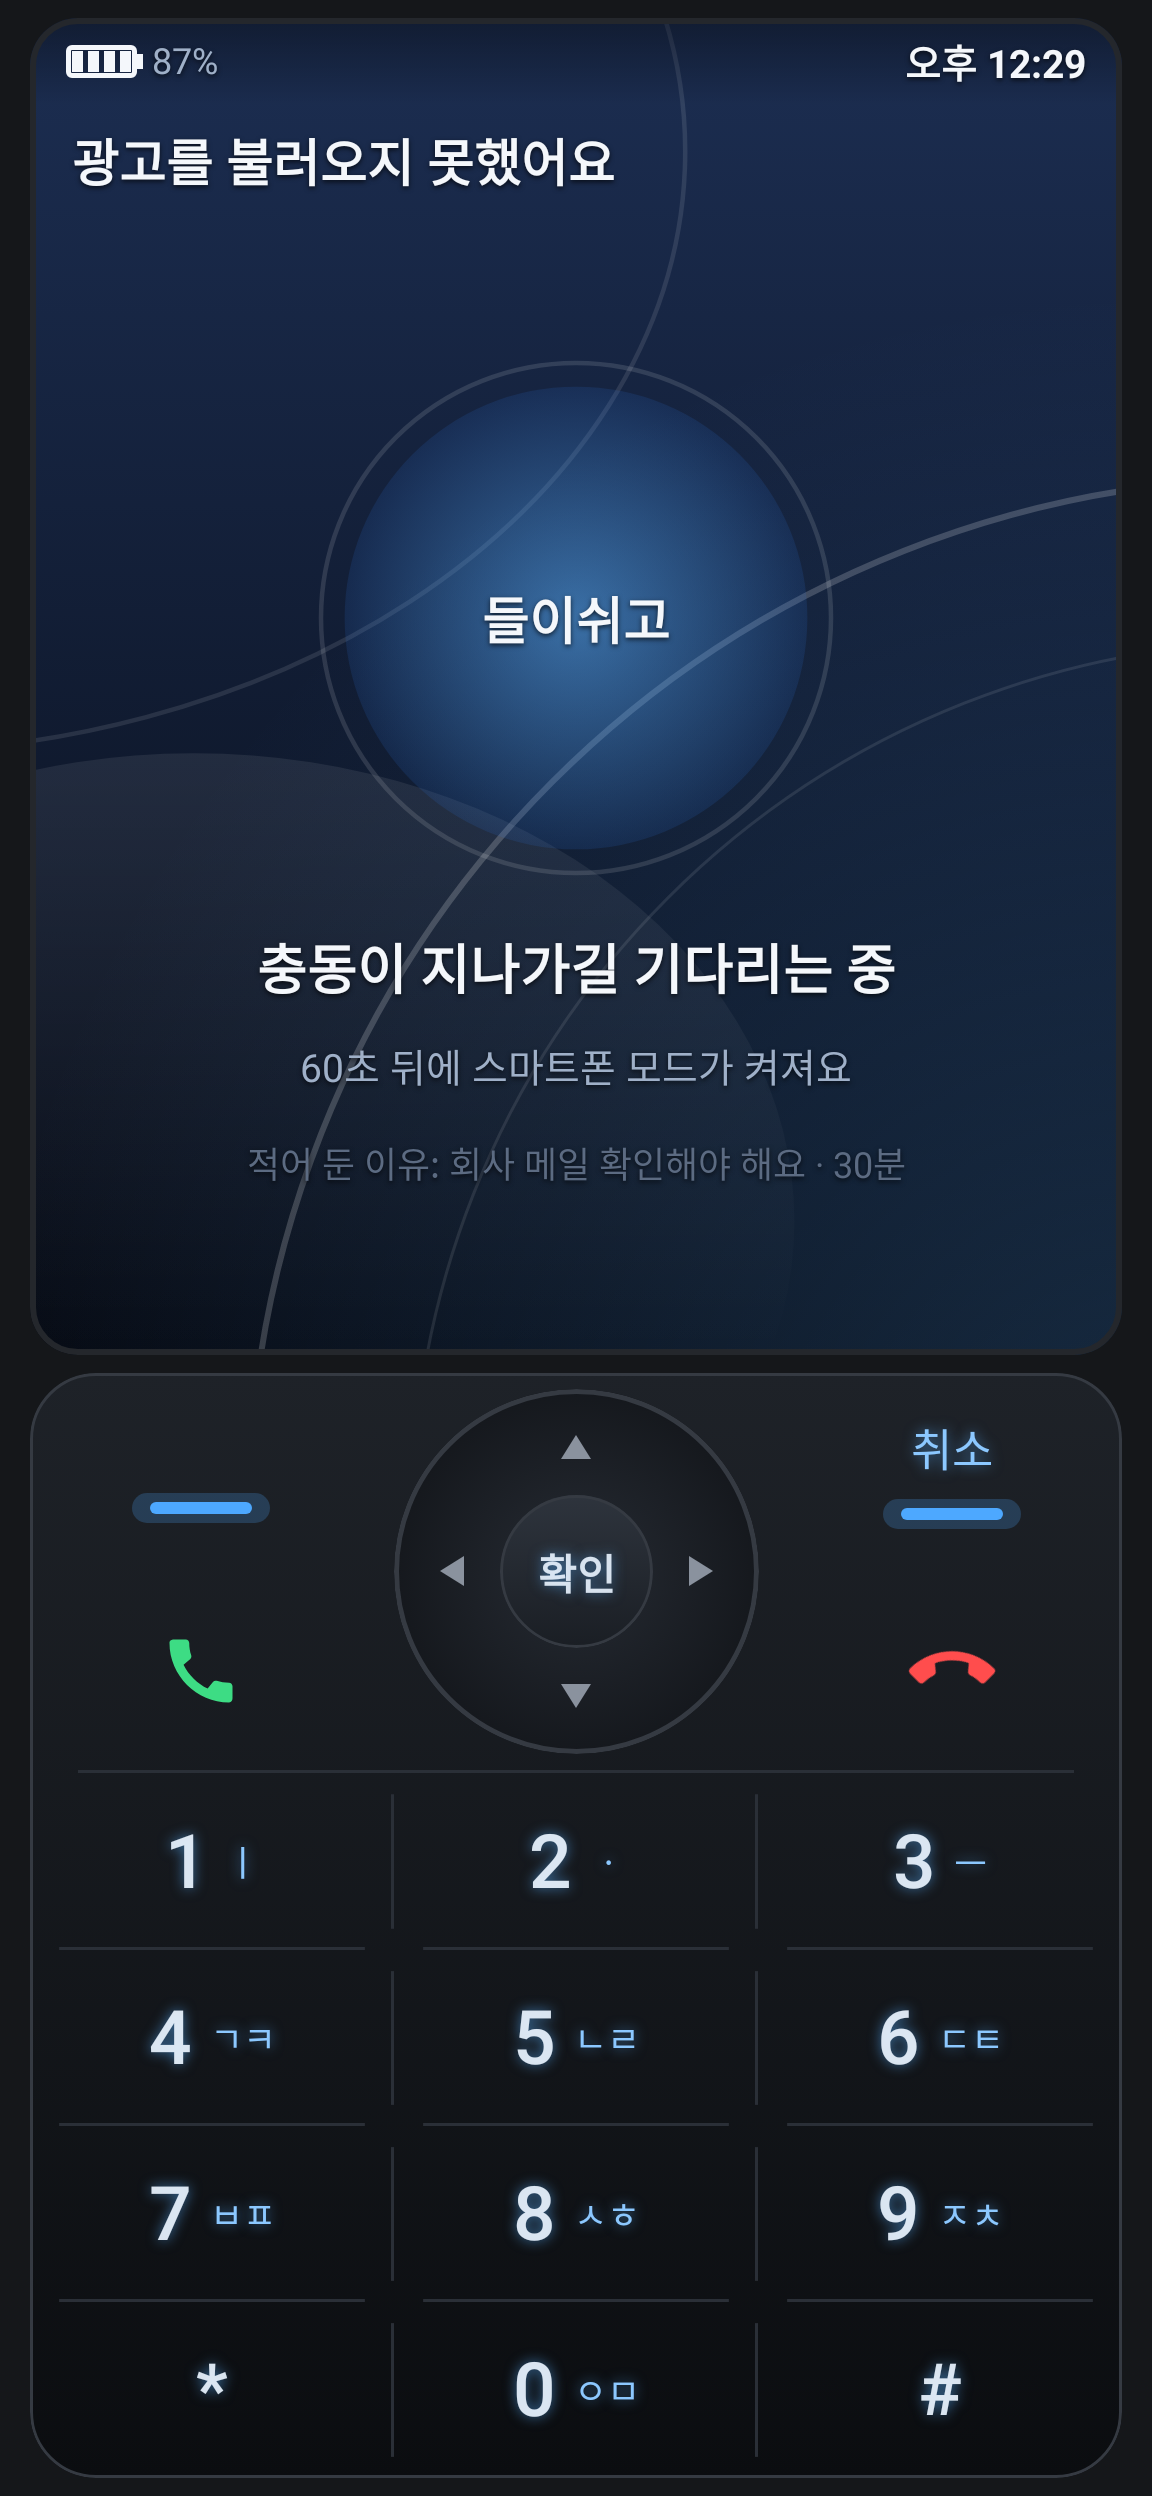 87%
오후 12:29
광고를 불러오지 못했어요
들이쉬고
충동이 지나가길 기다리는 중
60초 뒤에 스마트폰 모드가 켜져요
적어 둔 이유: 회사 메일 확인해야 해요 · 30분
취소
확인
1 ㅣ
2 ·
3 ㅡ
4 ㄱㅋ
5 ㄴㄹ
6 ㄷㅌ
7 ㅂㅍ
8 ㅅㅎ
9 ㅈㅊ
*
0 ㅇㅁ
#